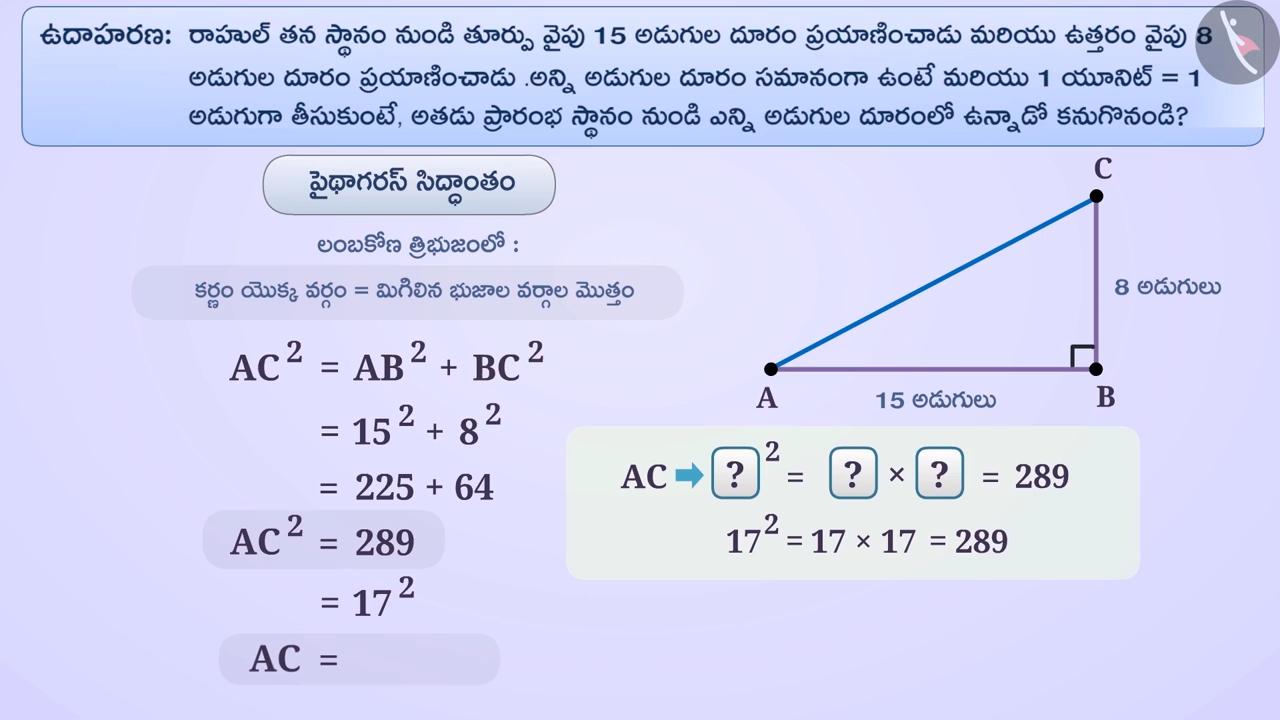 ఉదాహరణ: రాహుల్ తన స్థానం నుండి తూర్పు వైపు 15 అడుగుల దూరం ప్రయాణించాడు మరియు ఉత్తరం వైపు 8
అడుగుల దూరం ప్రయాణించాడు .అన్ని అడుగుల దూరం సమానంగా ఉంటే మరియు 1 యూనిట్ = 1
అడుగుగా తీసుకుంటే, అతడు ప్రారంభ స్థానం నుండి ఎన్ని అడుగుల దూరంలో ఉన్నాడో కనుగొనండి?
పైథాగరస్ సిద్ధాంతం
లంబకోణ త్రిభుజంలో :
కర్ణం యొక్క వర్గం = మిగిలిన భుజాల వర్గాల మొత్తం
AC² = AB² + BC²
= 15² + 8²
= 225 + 64
AC² = 289
= 17²
AC =
C
8 అడుగులు
A
15 అడుగులు
B
AC ➡ ?² = ? × ? = 289
17² = 17 × 17 = 289